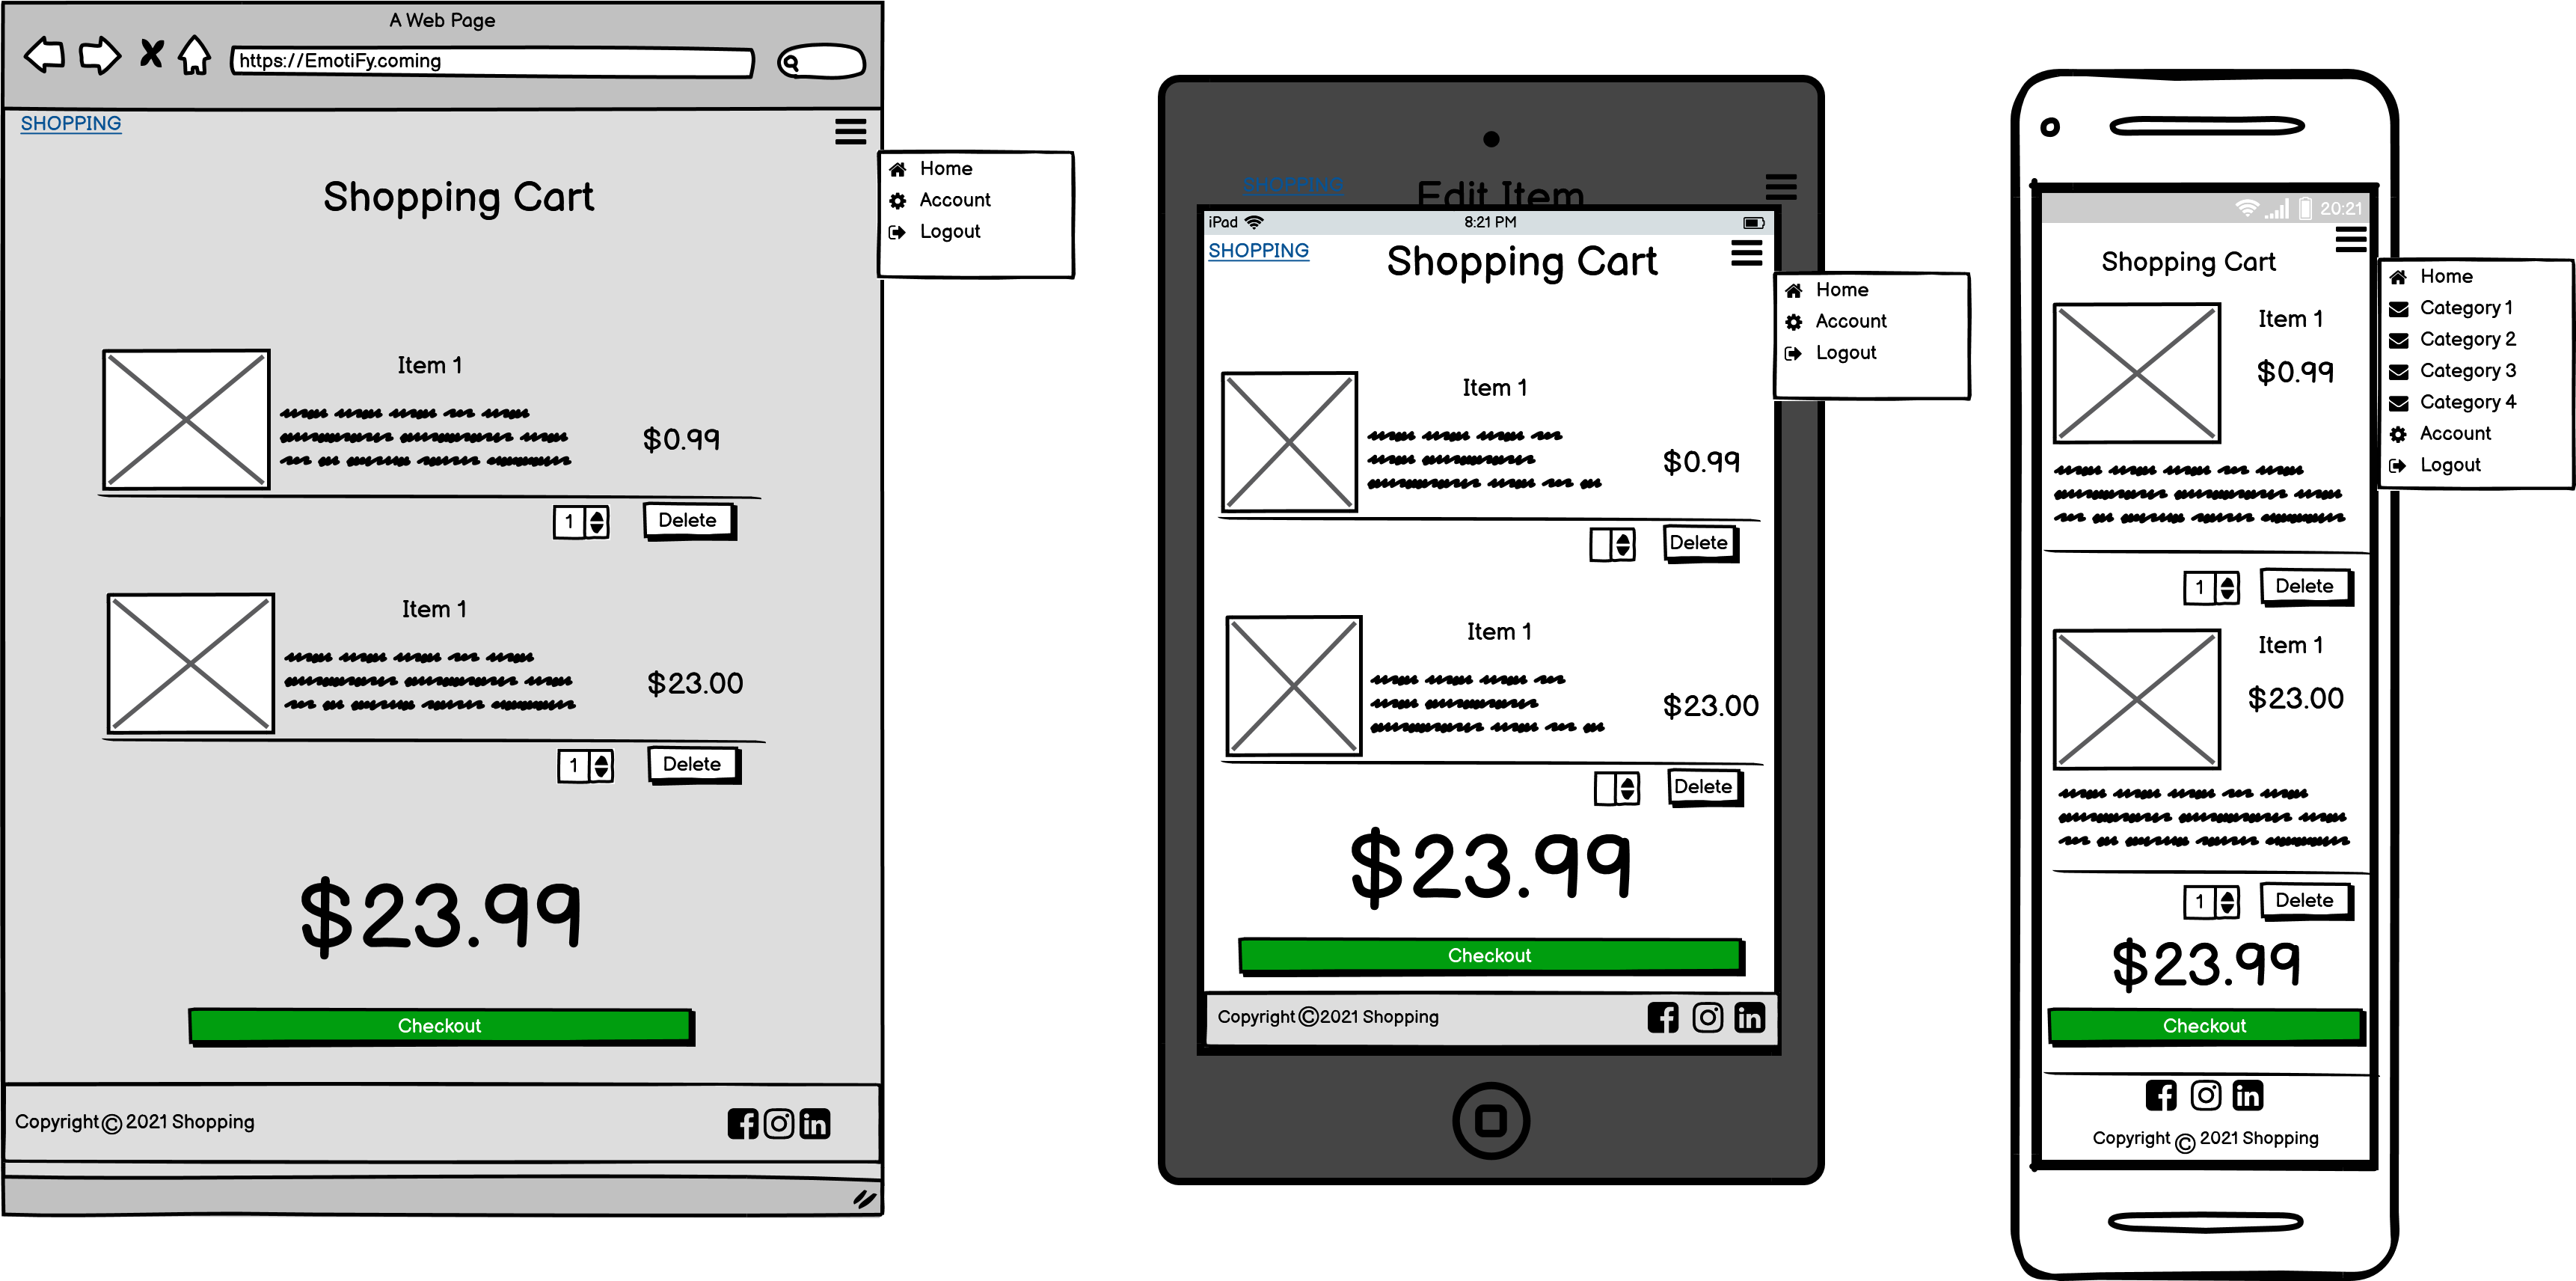 A Web Page
https://EmotiFy.coming
SHOPPING
Shopping Cart
Home
Account
Logout
Item 1
$0.99
1
Delete
Item 1
$23.00
1
Delete
$23.99
Checkout
Copyright © 2021 Shopping
SHOPPING
Edit Item
iPad
8:21 PM
SHOPPING
Shopping Cart
Home
Account
Logout
Item 1
$0.99
Delete
Item 1
$23.00
Delete
$23.99
Checkout
Copyright © 2021 Shopping
20:21
Shopping Cart
Home
Category 1
Category 2
Category 3
Category 4
Account
Logout
Item 1
$0.99
1
Delete
Item 1
$23.00
1
Delete
$23.99
Checkout
Copyright © 2021 Shopping